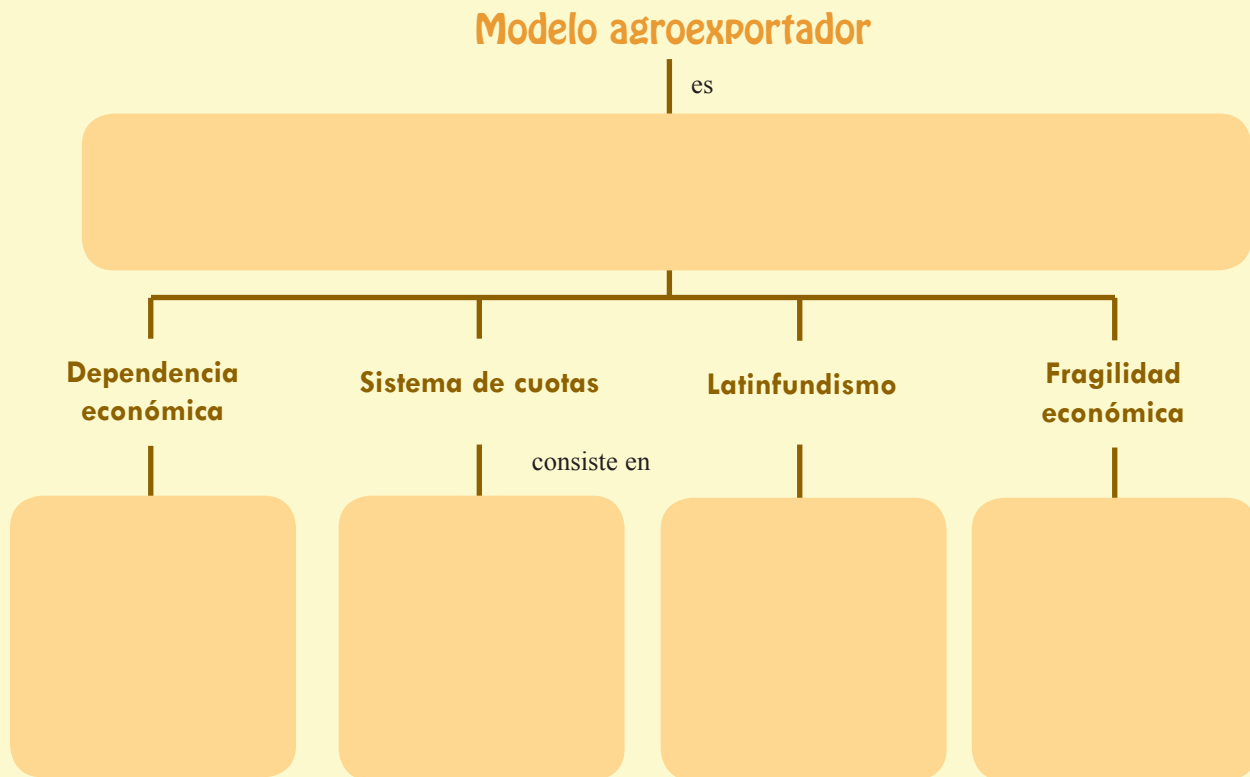 Modelo agroexportador
es
Dependencia
económica
Sistema de cuotas
Latinfundismo
Fragilidad
económica
consiste en